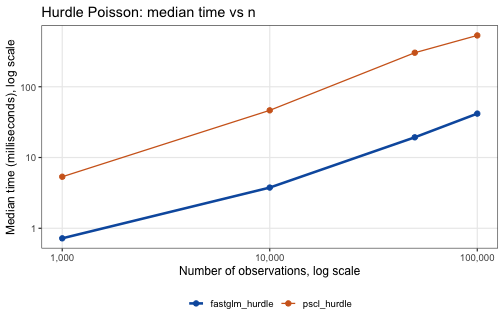 Hurdle Poisson: median time vs n
Median time (milliseconds), log scale
100
10
1
1,000
10,000
100,000
Number of observations, log scale
fastglm_hurdle
pscl_hurdle